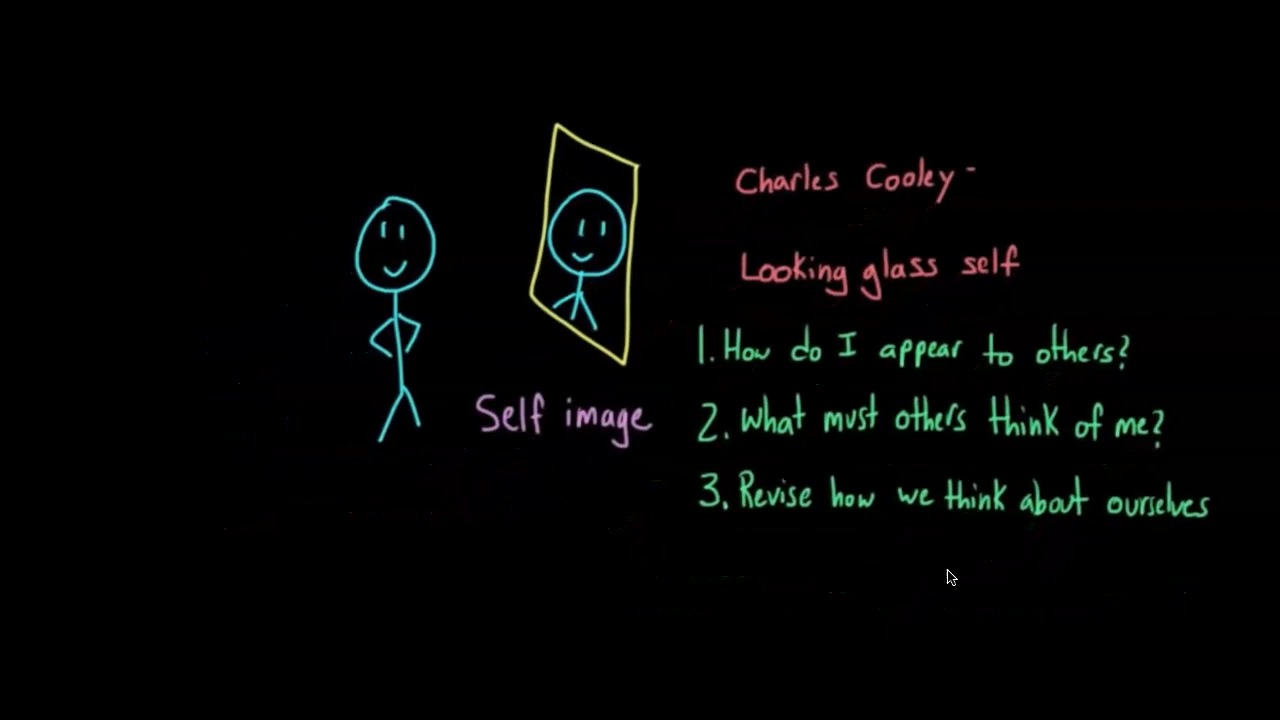 Charles Cooley -
Looking glass self
1. How do I appear to others?
Self image
2. What must others think of me?
3. Revise how we think about ourselves